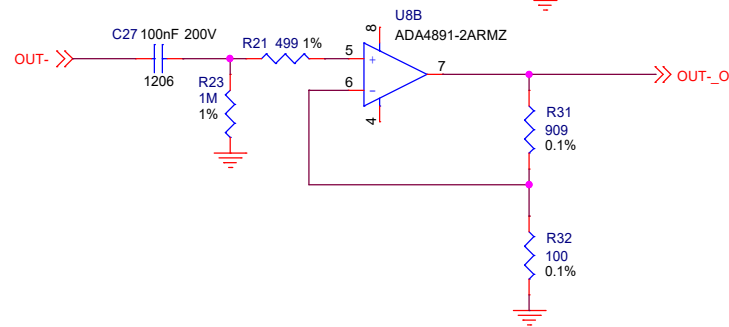 U8B
ADA4891-2ARMZ
8
C27 100nF 200V
1206
OUT-
R21 499 1%
R23
1M
1%
5
+
6
-
7
4
OUT-_O
R31
909
0.1%
R32
100
0.1%